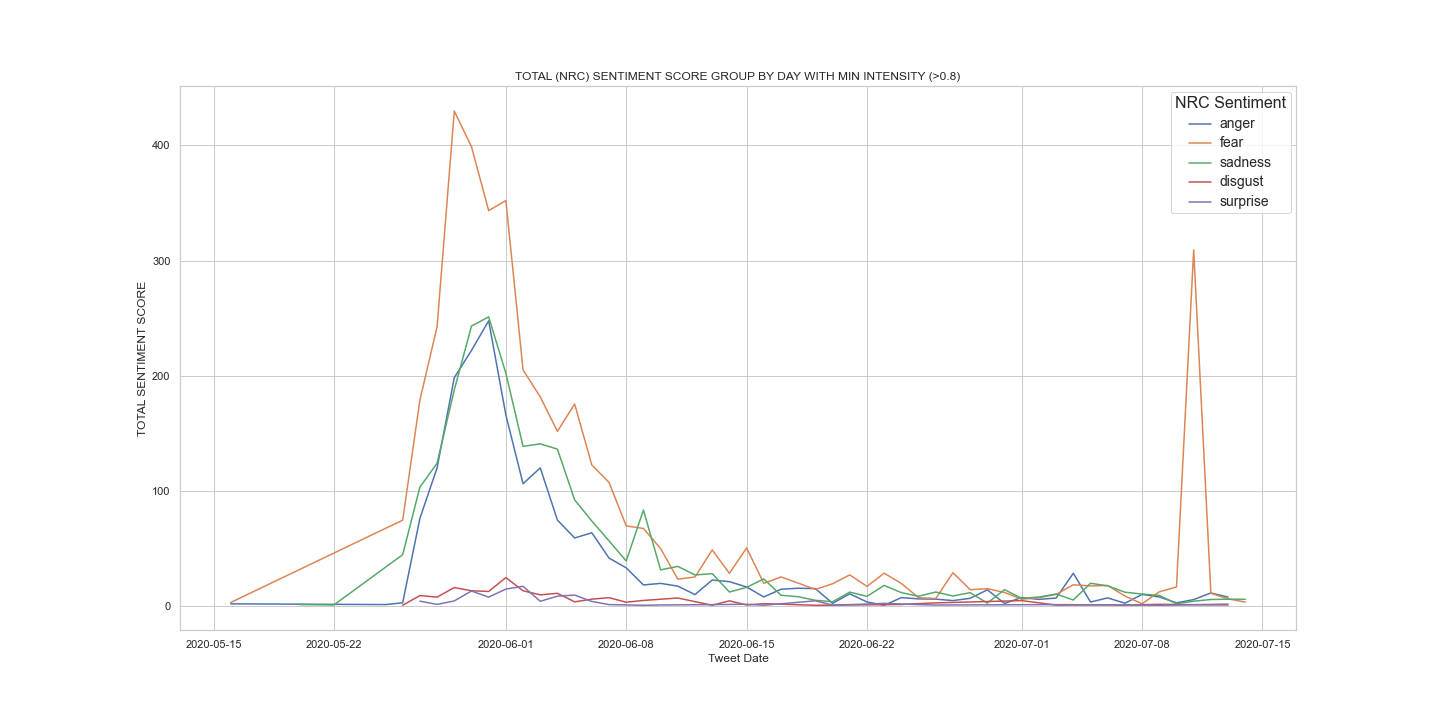 TOTAL (NRC) SENTIMENT SCORE GROUP BY DAY WITH MIN INTENSITY (>0.8)
NRC Sentiment
anger
fear
sadness
disgust
surprise
TOTAL SENTIMENT SCORE
400
300
200
100
0
2020-05-15 2020-05-22 2020-06-01 2020-06-08 2020-06-15 2020-06-22 2020-07-01 2020-07-08 2020-07-15
Tweet Date